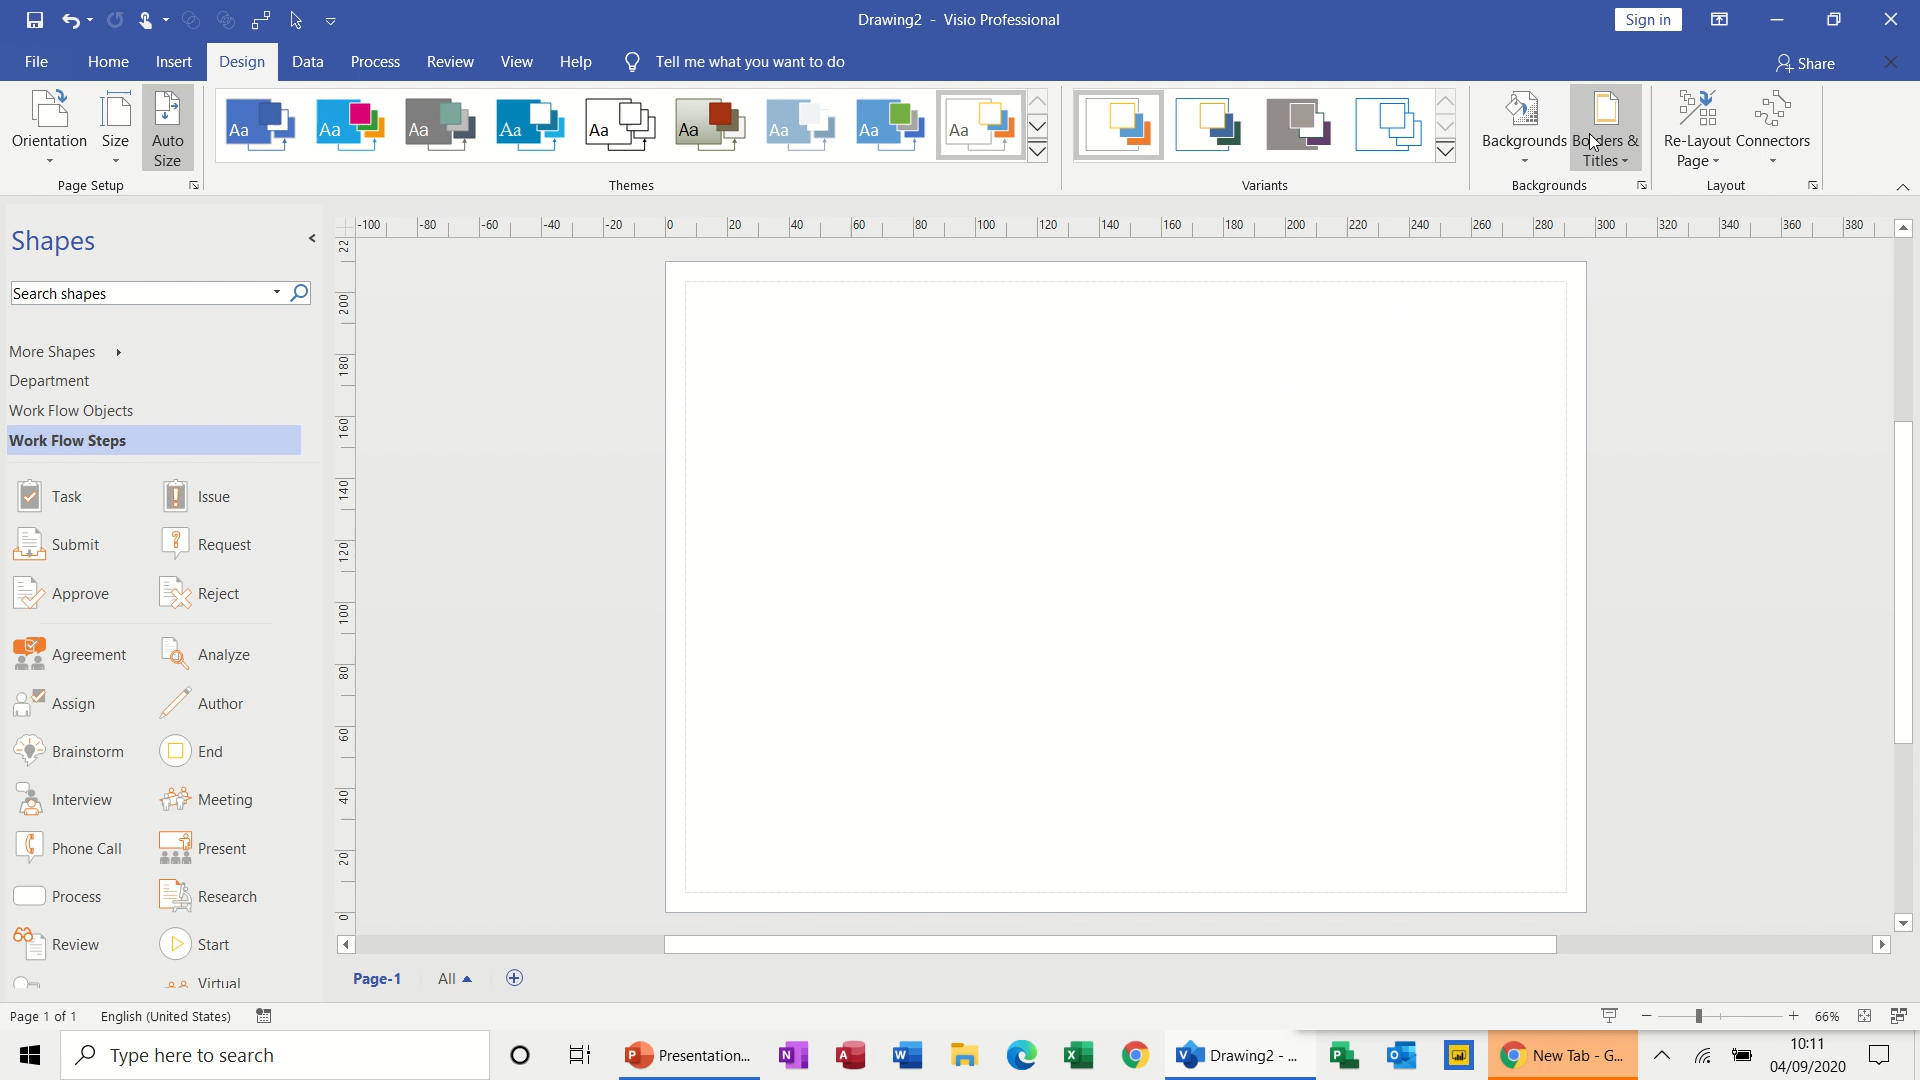 Drawing2 - Visio Professional
Sign in
File Home Insert Design Data Process Review View Help Tell me what you want to do Share
Orientation Size Auto Size
Aa Aa Aa Aa Aa Aa Aa Aa Aa
Backgrounds Borders & Titles
Re-Layout Page Connectors
Page Setup Themes Variants Backgrounds Layout
Shapes
Search shapes
More Shapes
Department
Work Flow Objects
Work Flow Steps
Task Issue
Submit Request
Approve Reject
Agreement Analyze
Assign Author
Brainstorm End
Interview Meeting
Phone Call Present
Process Research
Review Start
Virtual
-100 -80 -60 -40 -20 0 20 40 60 80 100 120 140 160 180 200 220 240 260 280 300 320 340 360 380
22
200
180
160
140
120
100
80
60
40
20
0
Page-1 All
Page 1 of 1 English (United States) 66%
Type here to search
Presentation...
Drawing2 - ...
New Tab - G...
10:11
04/09/2020